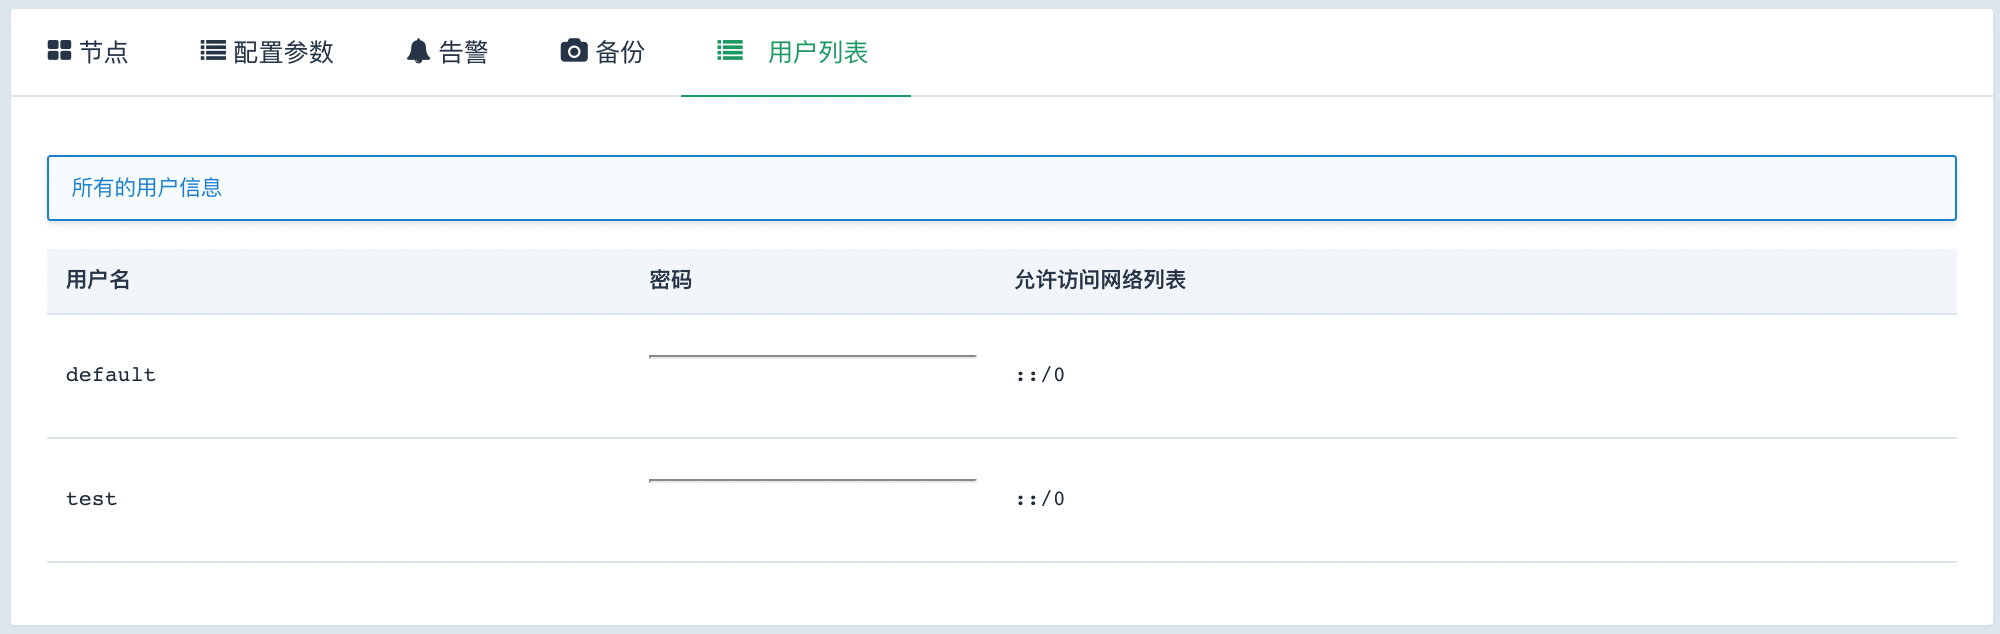 节点 配置参数 告警 备份 用户列表
所有的用户信息
用户名 密码 允许访问网络列表
default ::/0
test ::/0